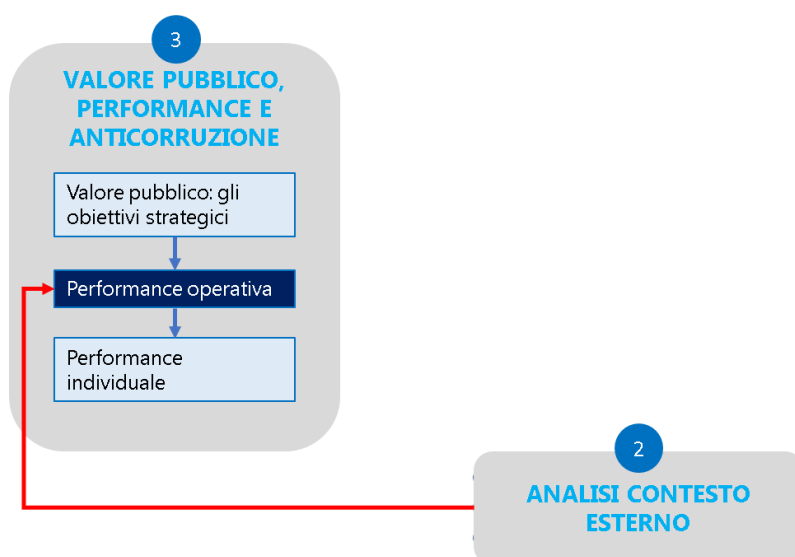 3
VALORE PUBBLICO,
PERFORMANCE E
ANTICORRUZIONE
Valore pubblico: gli
obiettivi strategici
Performance operativa
Performance
individuale
2
ANALISI CONTESTO
ESTERNO